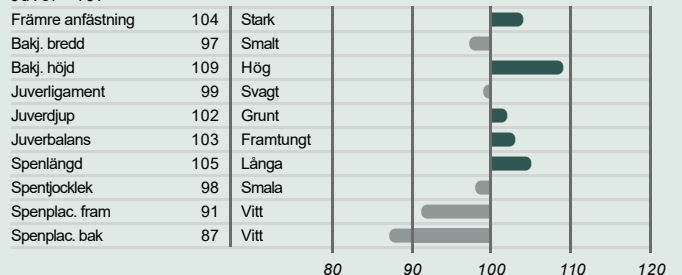 Främre anfästning 104 Stark
Bakj. bredd 97 Smalt
Bakj. höjd 109 Hög
Juverligament 99 Svagt
Juverdjup 102 Grunt
Juverbalans 103 Framtungt
Spenlängd 105 Långa
Spentjocklek 98 Smala
Spenplac. fram 91 Vitt
Spenplac. bak 87 Vitt
80 90 100 110 120